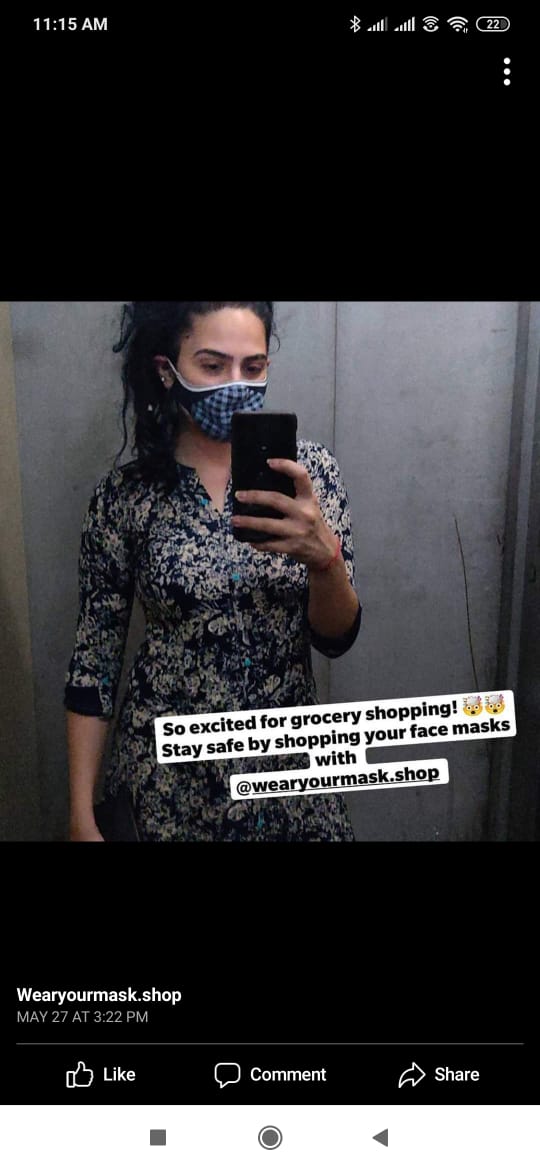 11:15 AM
22
So excited for grocery shopping! 🤯🤯
Stay safe by shopping your face masks
with
@wearyourmask.shop
Wearyourmask.shop
MAY 27 AT 3:22 PM
Like Comment Share